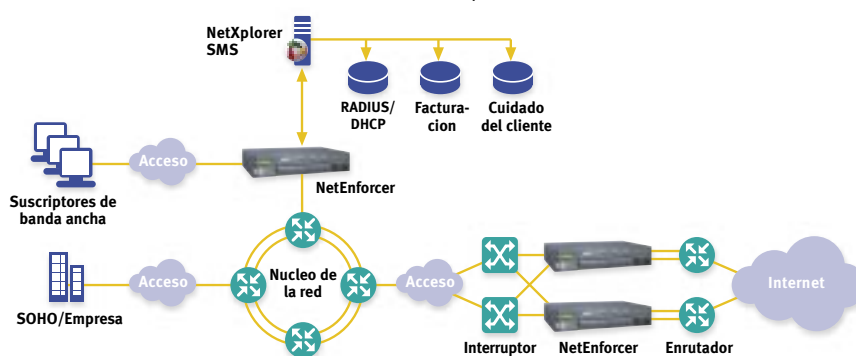 NetXplorer
SMS
RADIUS/
DHCP
Factura-
cion
Cuidado
del cliente
Acceso
NetEnforcer
Suscriptores de
banda ancha
Nucleo de
la red
Acceso
SOHO/Empresa
Acceso
Internet
Interruptor
NetEnforcer
Enrutador